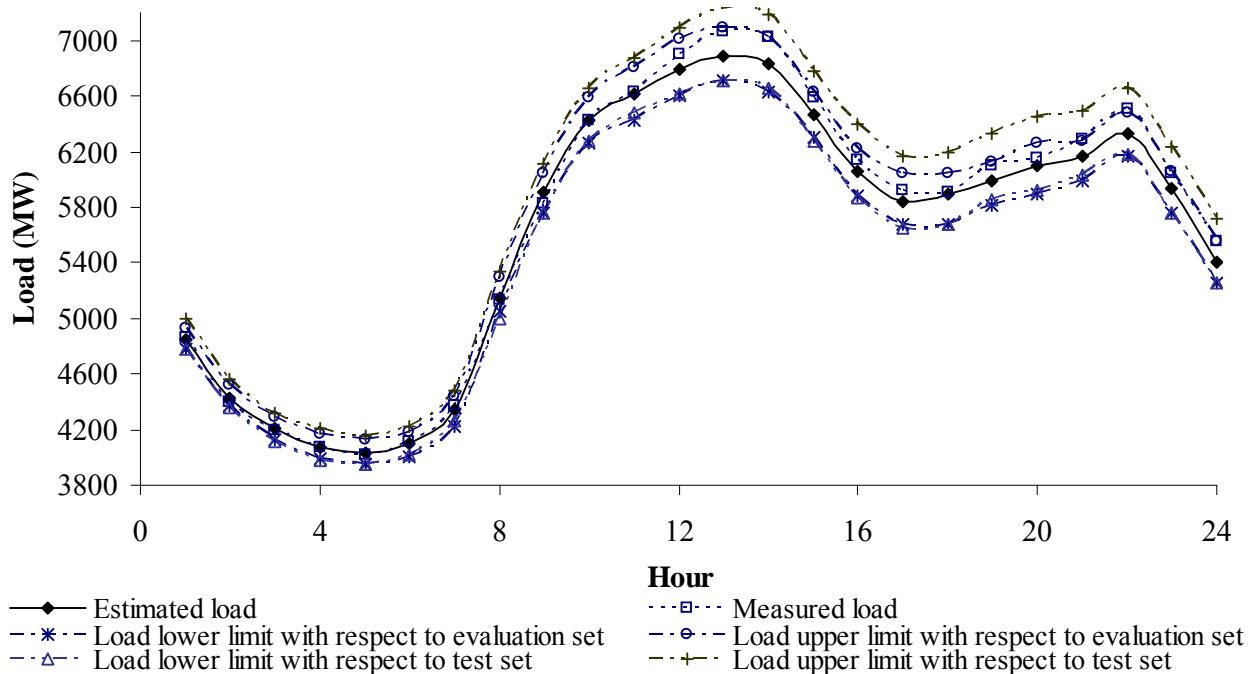 Load (MW)
7000
6600
6200
5800
5400
5000
4600
4200
3800
0 4 8 12 16 20 24
Hour
Estimated load Measured load
Load lower limit with respect to evaluation set Load upper limit with respect to evaluation set
Load lower limit with respect to test set Load upper limit with respect to test set